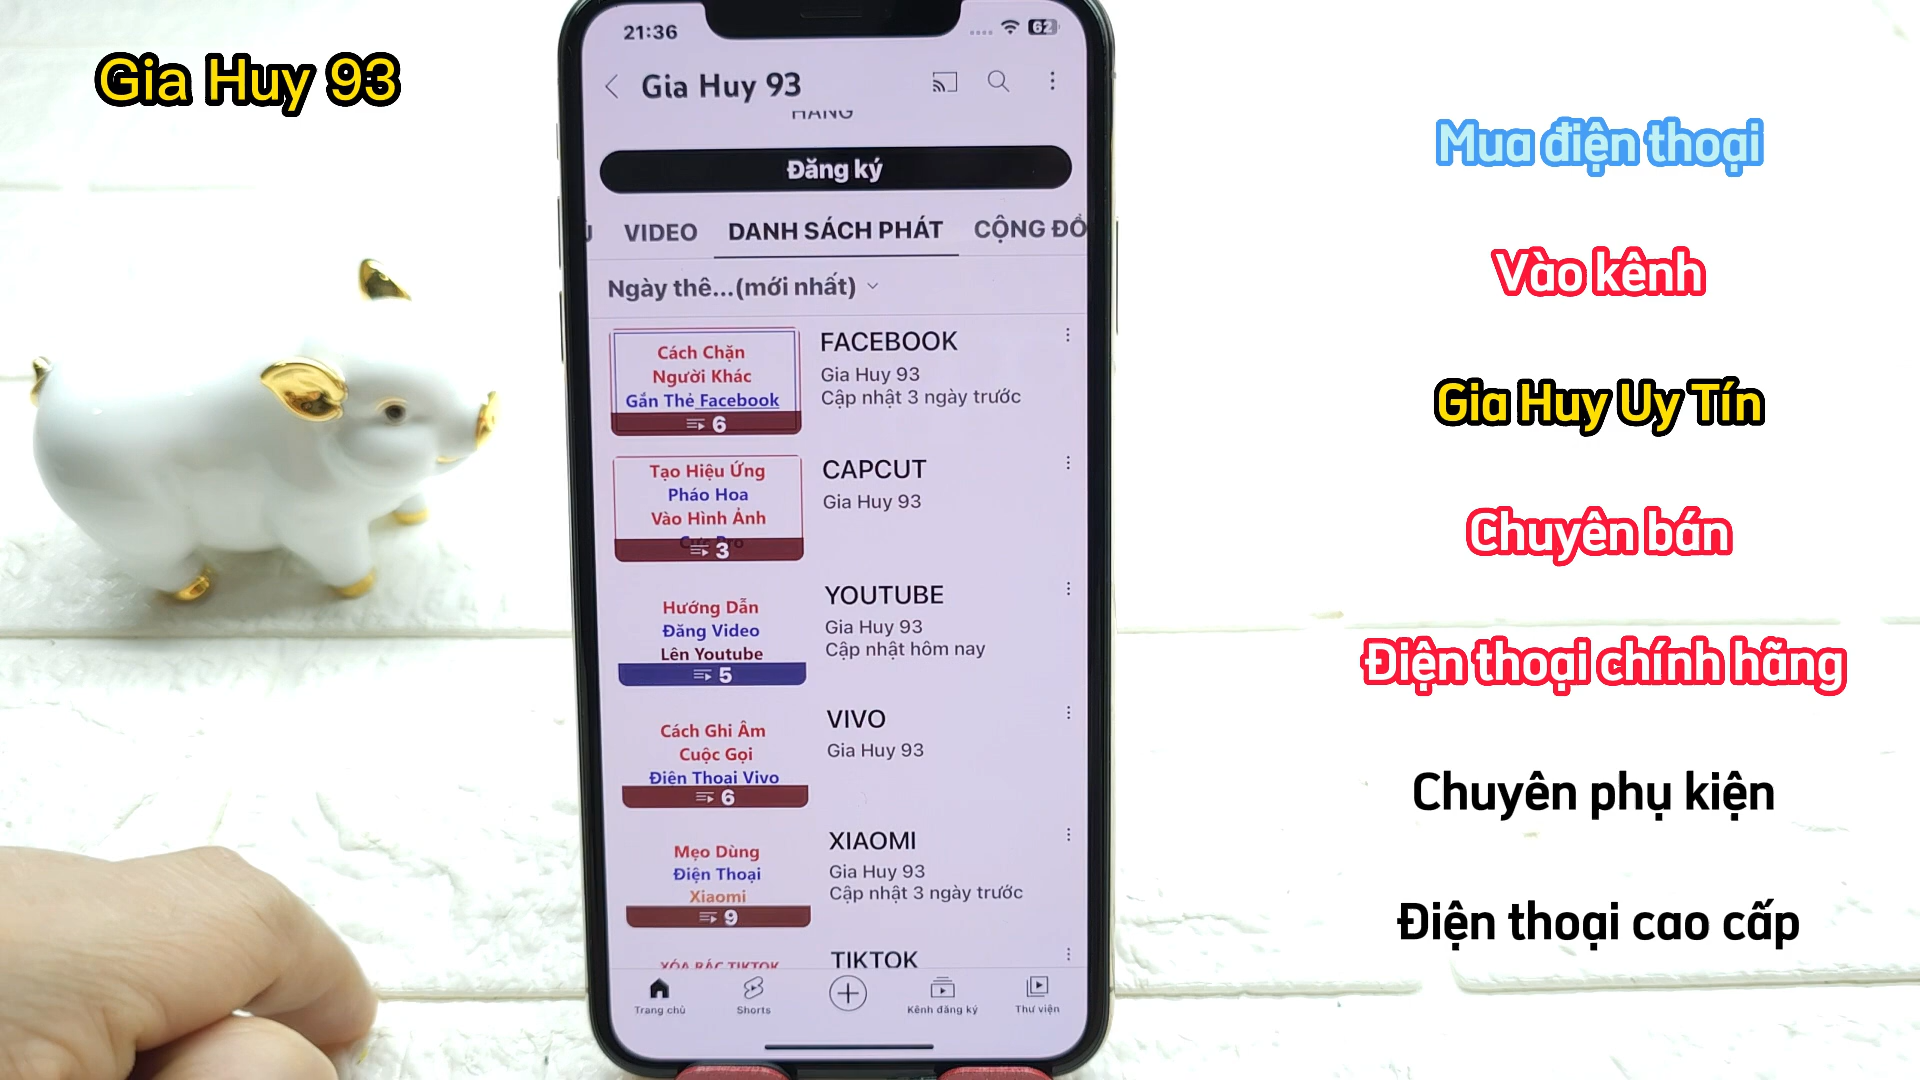 Gia Huy 93
21:36
62
Gia Huy 93
Đăng ký
VIDEO
DANH SÁCH PHÁT
CỘNG ĐỒ
Ngày thê...(mới nhất)
Cách Chặn
Người Khác
Gắn Thẻ Facebook
6
FACEBOOK
Gia Huy 93
Cập nhật 3 ngày trước
Tạo Hiệu Ứng
Pháo Hoa
Vào Hình Ảnh
3
CAPCUT
Gia Huy 93
Hướng Dẫn
Đăng Video
Lên Youtube
5
YOUTUBE
Gia Huy 93
Cập nhật hôm nay
Cách Ghi Âm
Cuộc Gọi
Điện Thoại Vivo
6
VIVO
Gia Huy 93
Mẹo Dùng
Điện Thoại
Xiaomi
9
XIAOMI
Gia Huy 93
Cập nhật 3 ngày trước
XÓA RÁC TIKTOK
TIKTOK
Trang chủ
Shorts
Kênh đăng ký
Thư viện
Mua điện thoại
Vào kênh
Gia Huy Uy Tín
Chuyên bán
Điện thoại chính hãng
Chuyên phụ kiện
Điện thoại cao cấp